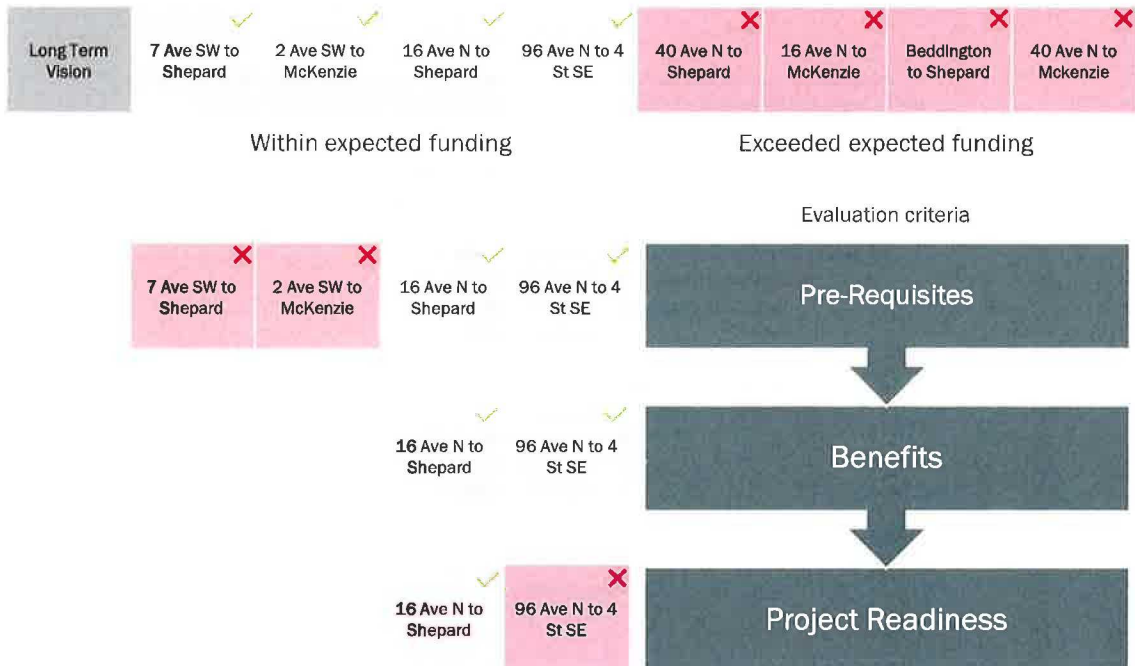 Long Term
Vision
7 Ave SW to
Shepard
2 Ave SW to
McKenzie
16 Ave N to
Shepard
96 Ave N to 4
St SE
40 Ave N to
Shepard
16 Ave N to
McKenzie
Beddington
to Shepard
40 Ave N to
Mckenzie
Within expected funding
Exceeded expected funding
Evaluation criteria
7 Ave SW to
Shepard
2 Ave SW to
McKenzie
16 Ave N to
Shepard
96 Ave N to 4
St SE
Pre-Requisites
16 Ave N to
Shepard
96 Ave N to 4
St SE
Benefits
16 Ave N to
Shepard
96 Ave N to 4
St SE
Project Readiness